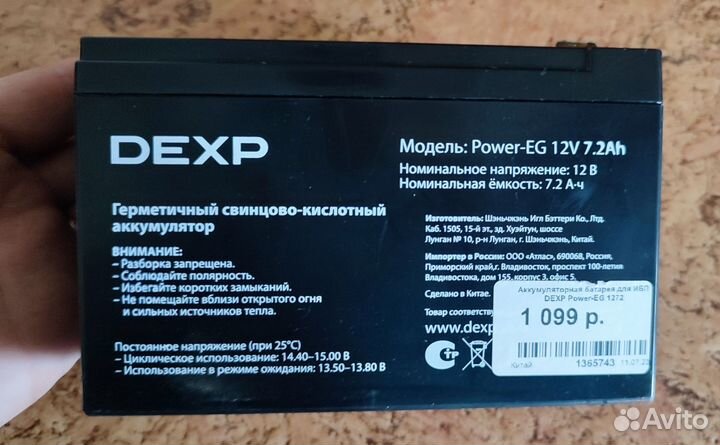 DEXP
Герметичный свинцово-кислотный
аккумулятор
ВНИМАНИЕ:
– Разборка запрещена.
– Соблюдайте полярность.
– Избегайте коротких замыканий.
– Не помещайте вблизи открытого огня
и сильных источников тепла.
Постоянное напряжение (при 25°C)
– Циклическое использование: 14.40–15.00 В
– Использование в режиме ожидания: 13.50–13.80 В
Модель: Power-EG 12V 7.2Ah
Номинальное напряжение: 12 В
Номинальная ёмкость: 7.2 А·ч
Изготовитель: Шэньчжэнь Игл Бэттери Ко., Лтд.
Каб. 1505, 15-й эт., зд. Хуэйтун, шоссе
Лунган № 10, р-н Лунган, г. Шэньчжэнь, Китай.
Импортер в России: ООО «Атлас», 690068, Россия,
Приморский край, г. Владивосток, проспект 100-летия
Владивостока, дом 155, корпус 3, офис 5.
Сделано в Китае.
Товар соответству
www.dexp
Аккумуляторная батарея для ИБП
DEXP Power-EG 1272
1 099 р.
Китай
1365743 11.07.23
Avito